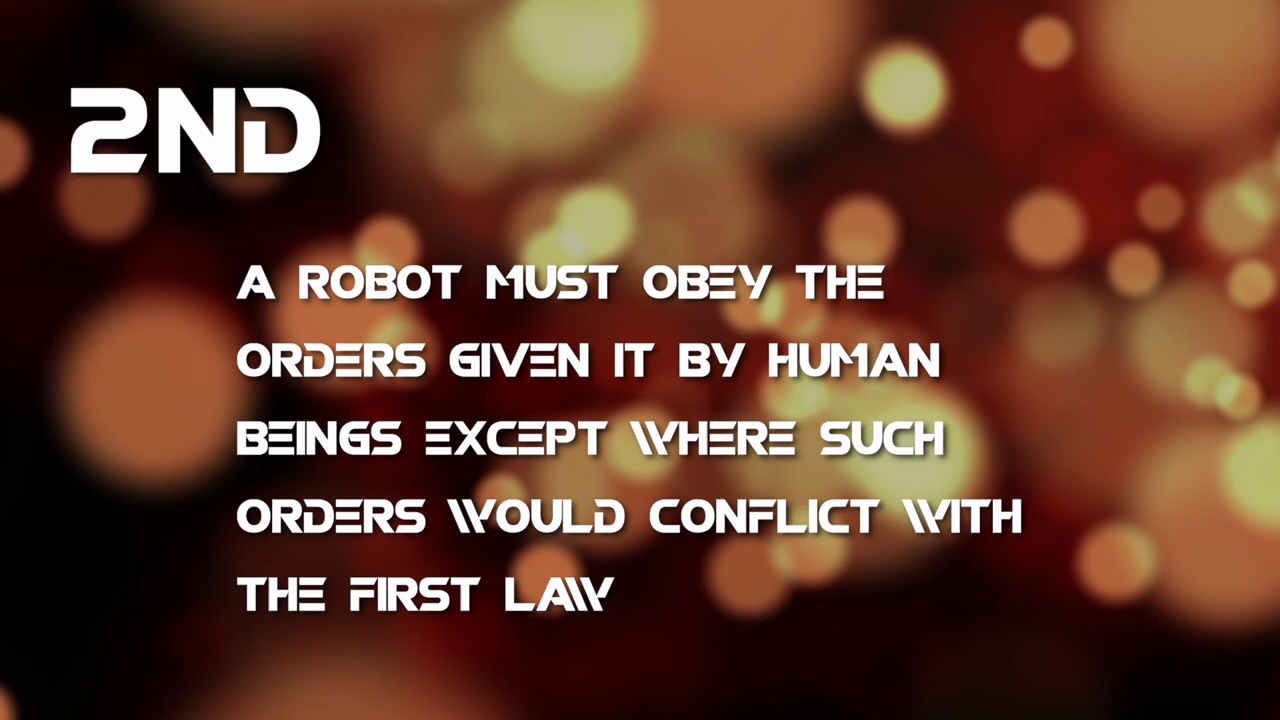 2ND
A ROBOT MUST OBEY THE
ORDERS GIVEN IT BY HUMAN
BEINGS EXCEPT WHERE SUCH
ORDERS WOULD CONFLICT WITH
THE FIRST LAW